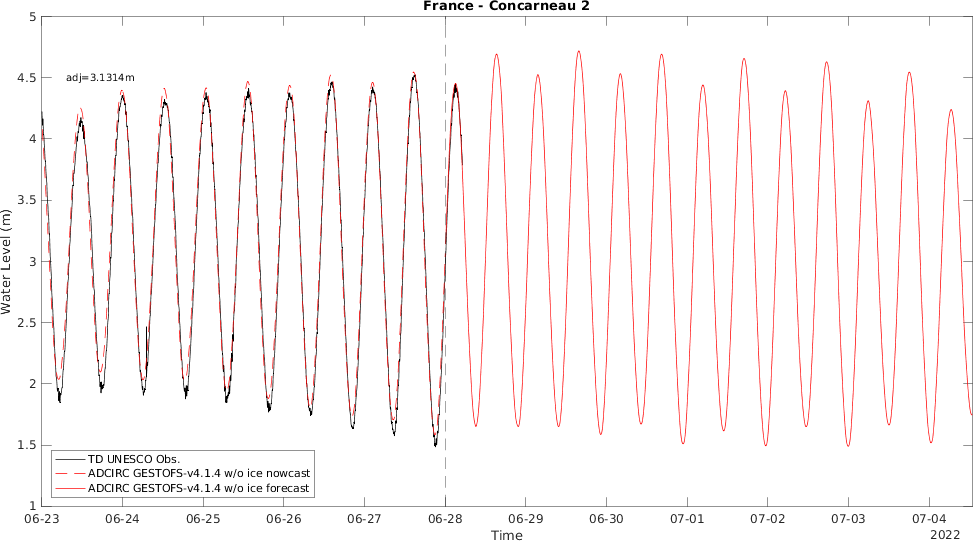 France - Concarneau 2
Water Level (m)
5
4.5
4
3.5
3
2.5
2
1.5
1
adj=3.1314m
TD UNESCO Obs.
ADCIRC GESTOFS-v4.1.4 w/o ice nowcast
ADCIRC GESTOFS-v4.1.4 w/o ice forecast
06-23 06-24 06-25 06-26 06-27 06-28 06-29 06-30 07-01 07-02 07-03 07-04
Time
2022